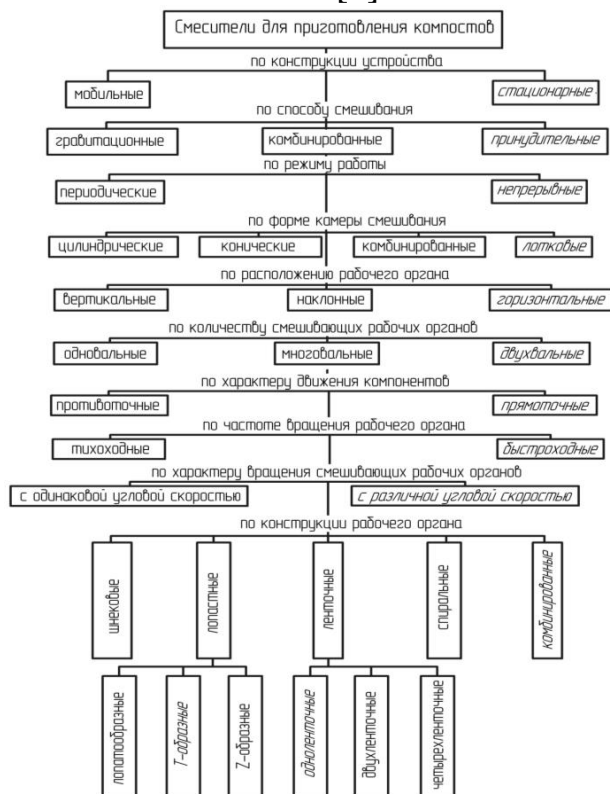 Смесители для приготовления компостов
по конструкции устройства
мобильные
стационарные
по способу смешивания
гравитационные
комбинированные
принудительные
по режиму работы
периодические
непрерывные
по форме камеры смешивания
цилиндрические
конические
комбинированные
лотковые
по расположению рабочего органа
вертикальные
наклонные
горизонтальные
по количеству смешивающих рабочих органов
одновальные
многовальные
двухвальные
по характеру движения компонентов
противоточные
прямоточные
по частоте вращения рабочего органа
тихоходные
быстроходные
по характеру вращения смешивающих рабочих органов
с одинаковой угловой скоростью
с различной угловой скоростью
по конструкции рабочего органа
шнековые
лопастные
ленточные
спиральные
комбинированные
лопатообразные
Т-образные
Z-образные
одноленточные
двухленточные
четырехленточные